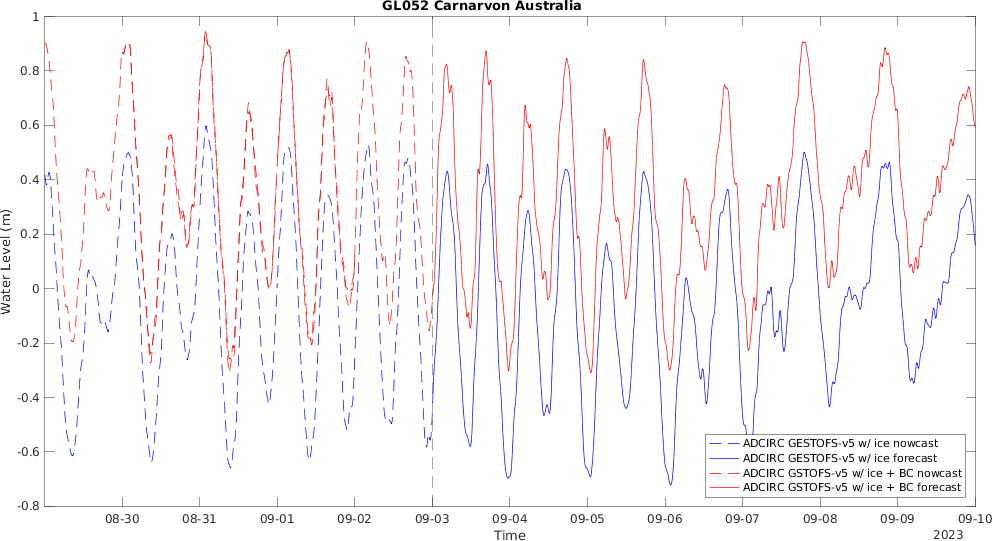 GL052 Carnarvon Australia
Water Level (m)
1
0.8
0.6
0.4
0.2
0
-0.2
-0.4
-0.6
-0.8
ADCIRC GESTOFS-v5 w/ ice nowcast
ADCIRC GESTOFS-v5 w/ ice forecast
ADCIRC GSTOFS-v5 w/ ice + BC nowcast
ADCIRC GSTOFS-v5 w/ ice + BC forecast
08-30 08-31 09-01 09-02 09-03 09-04 09-05 09-06 09-07 09-08 09-09 09-10
Time
2023